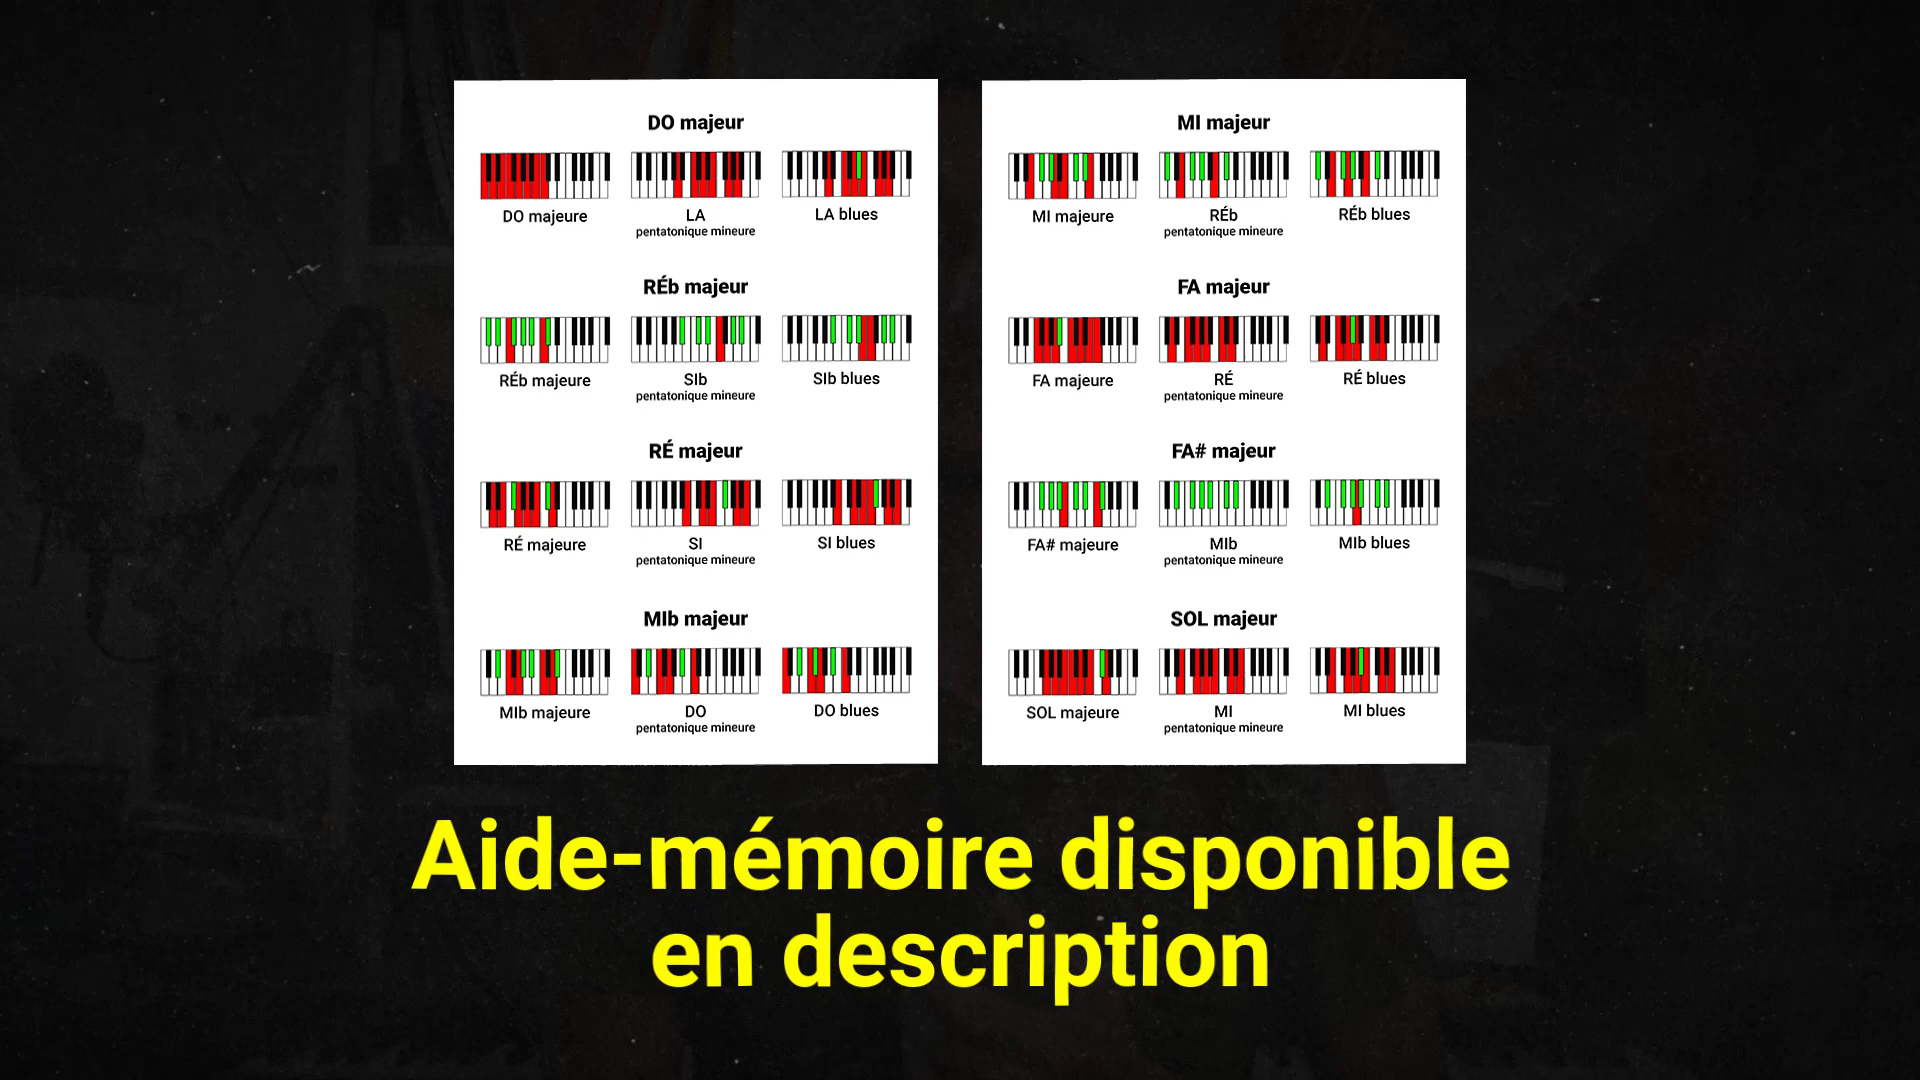 DO majeur
DO majeure
LA
pentatonique mineure
LA blues
RÉb majeur
RÉb majeure
SIb
pentatonique mineure
SIb blues
RÉ majeur
RÉ majeure
SI
pentatonique mineure
SI blues
MIb majeur
MIb majeure
DO
pentatonique mineure
DO blues
MI majeur
MI majeure
RÉb
pentatonique mineure
RÉb blues
FA majeur
FA majeure
RÉ
pentatonique mineure
RÉ blues
FA# majeur
FA# majeure
MIb
pentatonique mineure
MIb blues
SOL majeur
SOL majeure
MI
pentatonique mineure
MI blues
Aide-mémoire disponible
en description